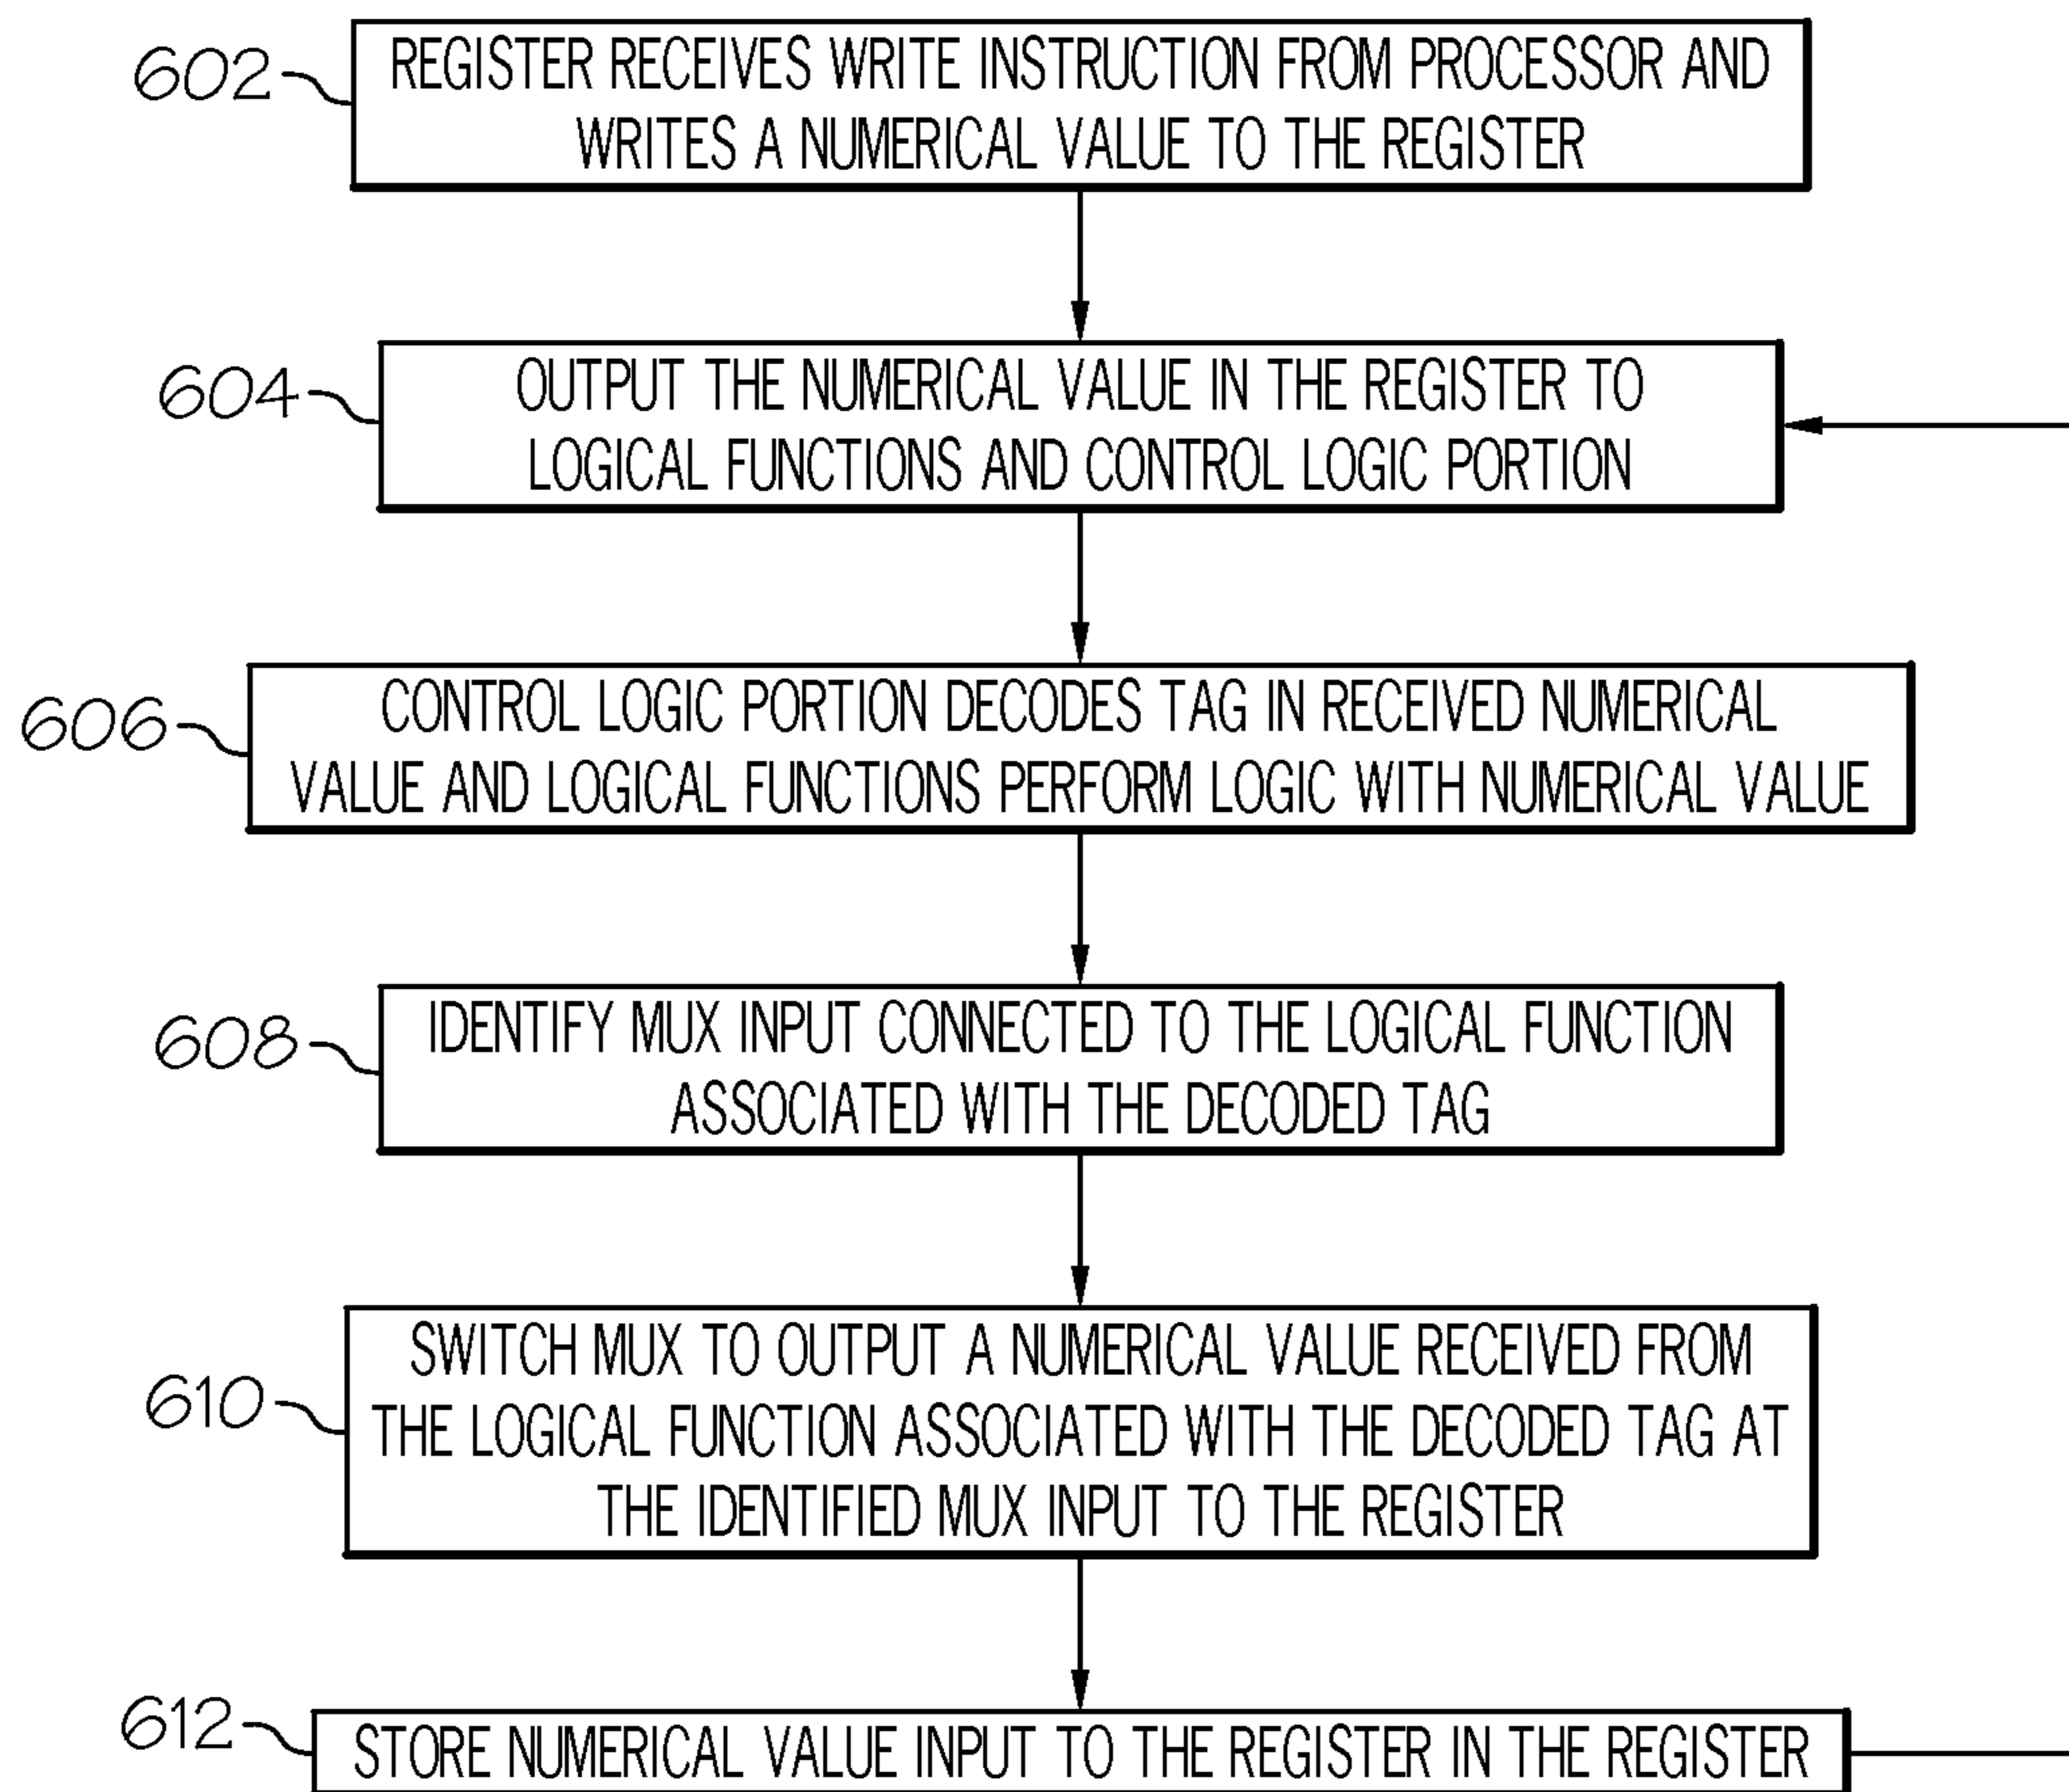 602
REGISTER RECEIVES WRITE INSTRUCTION FROM PROCESSOR AND
WRITES A NUMERICAL VALUE TO THE REGISTER
604
OUTPUT THE NUMERICAL VALUE IN THE REGISTER TO
LOGICAL FUNCTIONS AND CONTROL LOGIC PORTION
606
CONTROL LOGIC PORTION DECODES TAG IN RECEIVED NUMERICAL
VALUE AND LOGICAL FUNCTIONS PERFORM LOGIC WITH NUMERICAL VALUE
608
IDENTIFY MUX INPUT CONNECTED TO THE LOGICAL FUNCTION
ASSOCIATED WITH THE DECODED TAG
610
SWITCH MUX TO OUTPUT A NUMERICAL VALUE RECEIVED FROM
THE LOGICAL FUNCTION ASSOCIATED WITH THE DECODED TAG AT
THE IDENTIFIED MUX INPUT TO THE REGISTER
612
STORE NUMERICAL VALUE INPUT TO THE REGISTER IN THE REGISTER